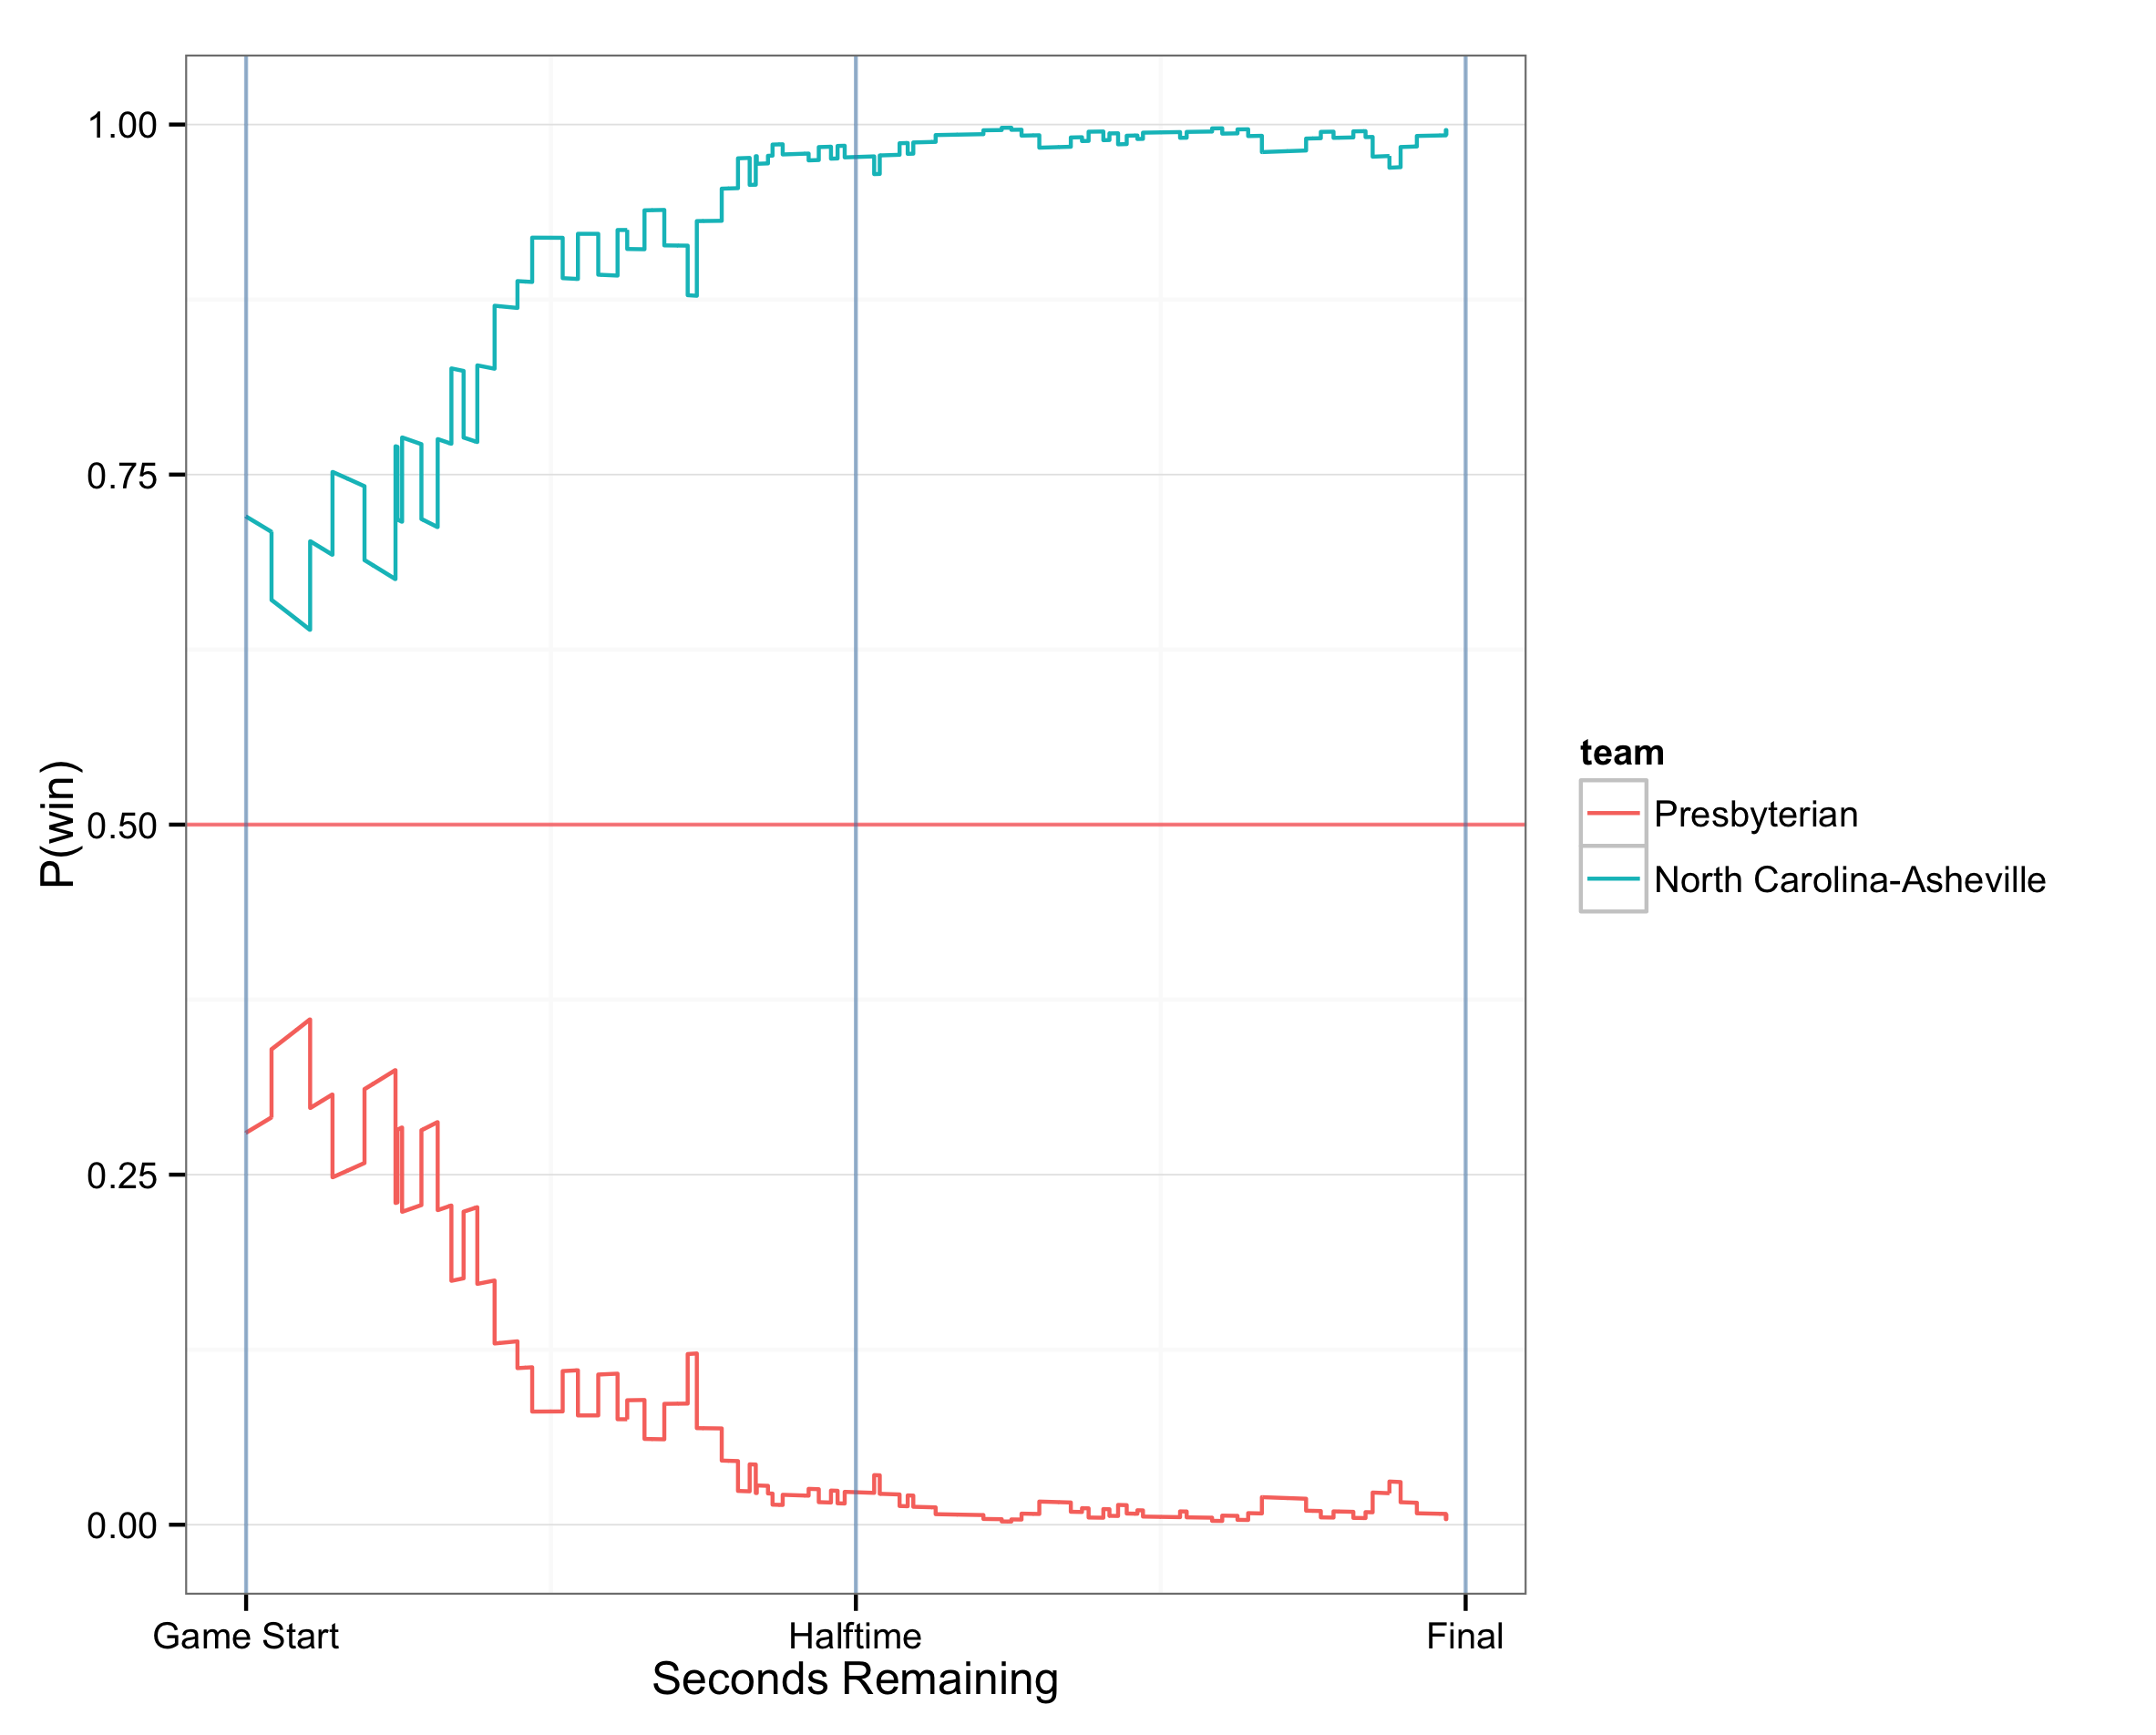 P(win)
1.00
0.75
0.50
0.25
0.00
Game Start
Halftime
Final
Seconds Remaining
team
Presbyterian
North Carolina-Asheville